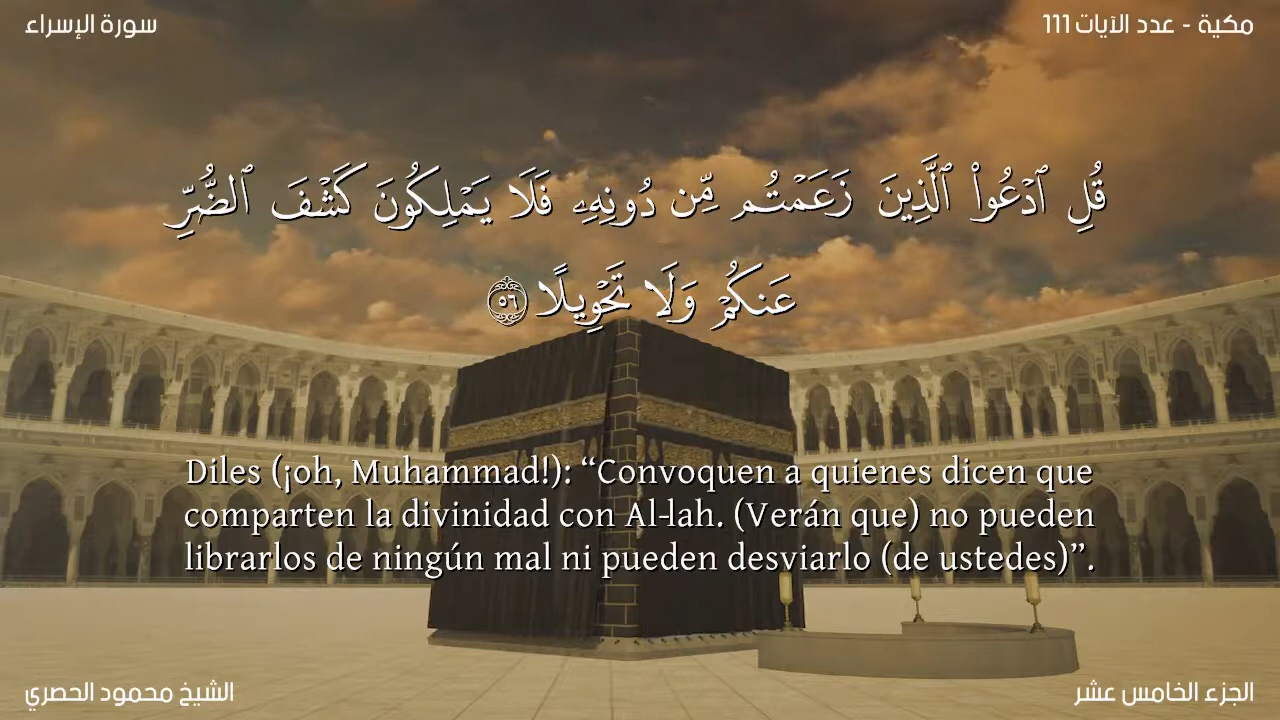 سورة الإسراء
مكية - عدد الآيات 111
قُلِ ٱدْعُوا۟ ٱلَّذِينَ زَعَمْتُم مِّن دُونِهِۦ فَلَا يَمْلِكُونَ كَشْفَ ٱلضُّرِّ
عَنكُمْ وَلَا تَحْوِيلًا ٥٦
Diles (¡oh, Muhammad!): “Convoquen a quienes dicen que
comparten la divinidad con Al-lah. (Verán que) no pueden
librarlos de ningún mal ni pueden desviarlo (de ustedes)”.
الشيخ محمود الحصري
الجزء الخامس عشر